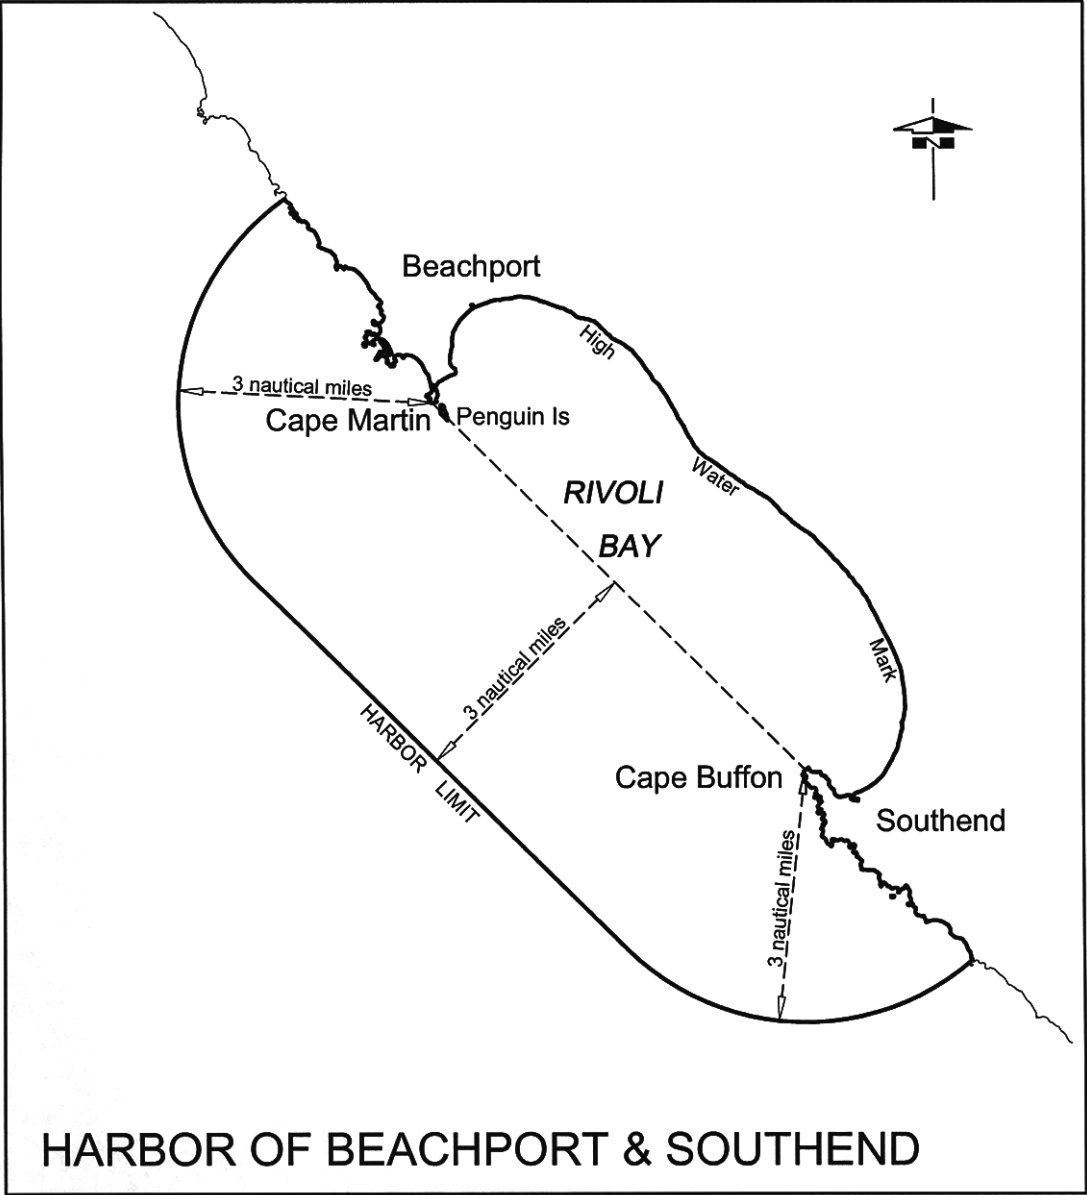 N
Beachport
High
3 nautical miles
Cape Martin
Penguin Is
Water
RIVOLI
BAY
3 nautical miles
Mark
HARBOR
LIMIT
Cape Buffon
Southend
3 nautical miles
HARBOR OF BEACHPORT & SOUTHEND